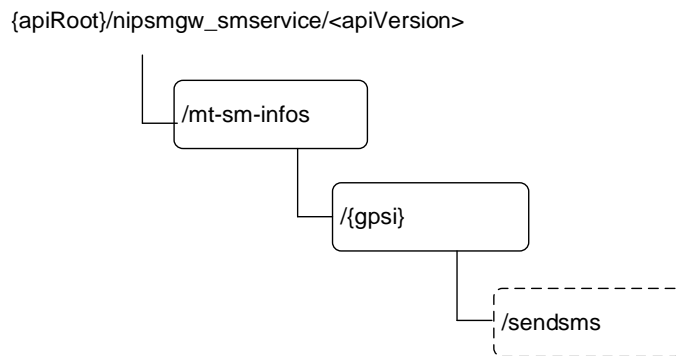 {apiRoot}/nipsmgw_smservice/<apiVersion>
/mt-sm-infos
/{gpsi}
/sendsms